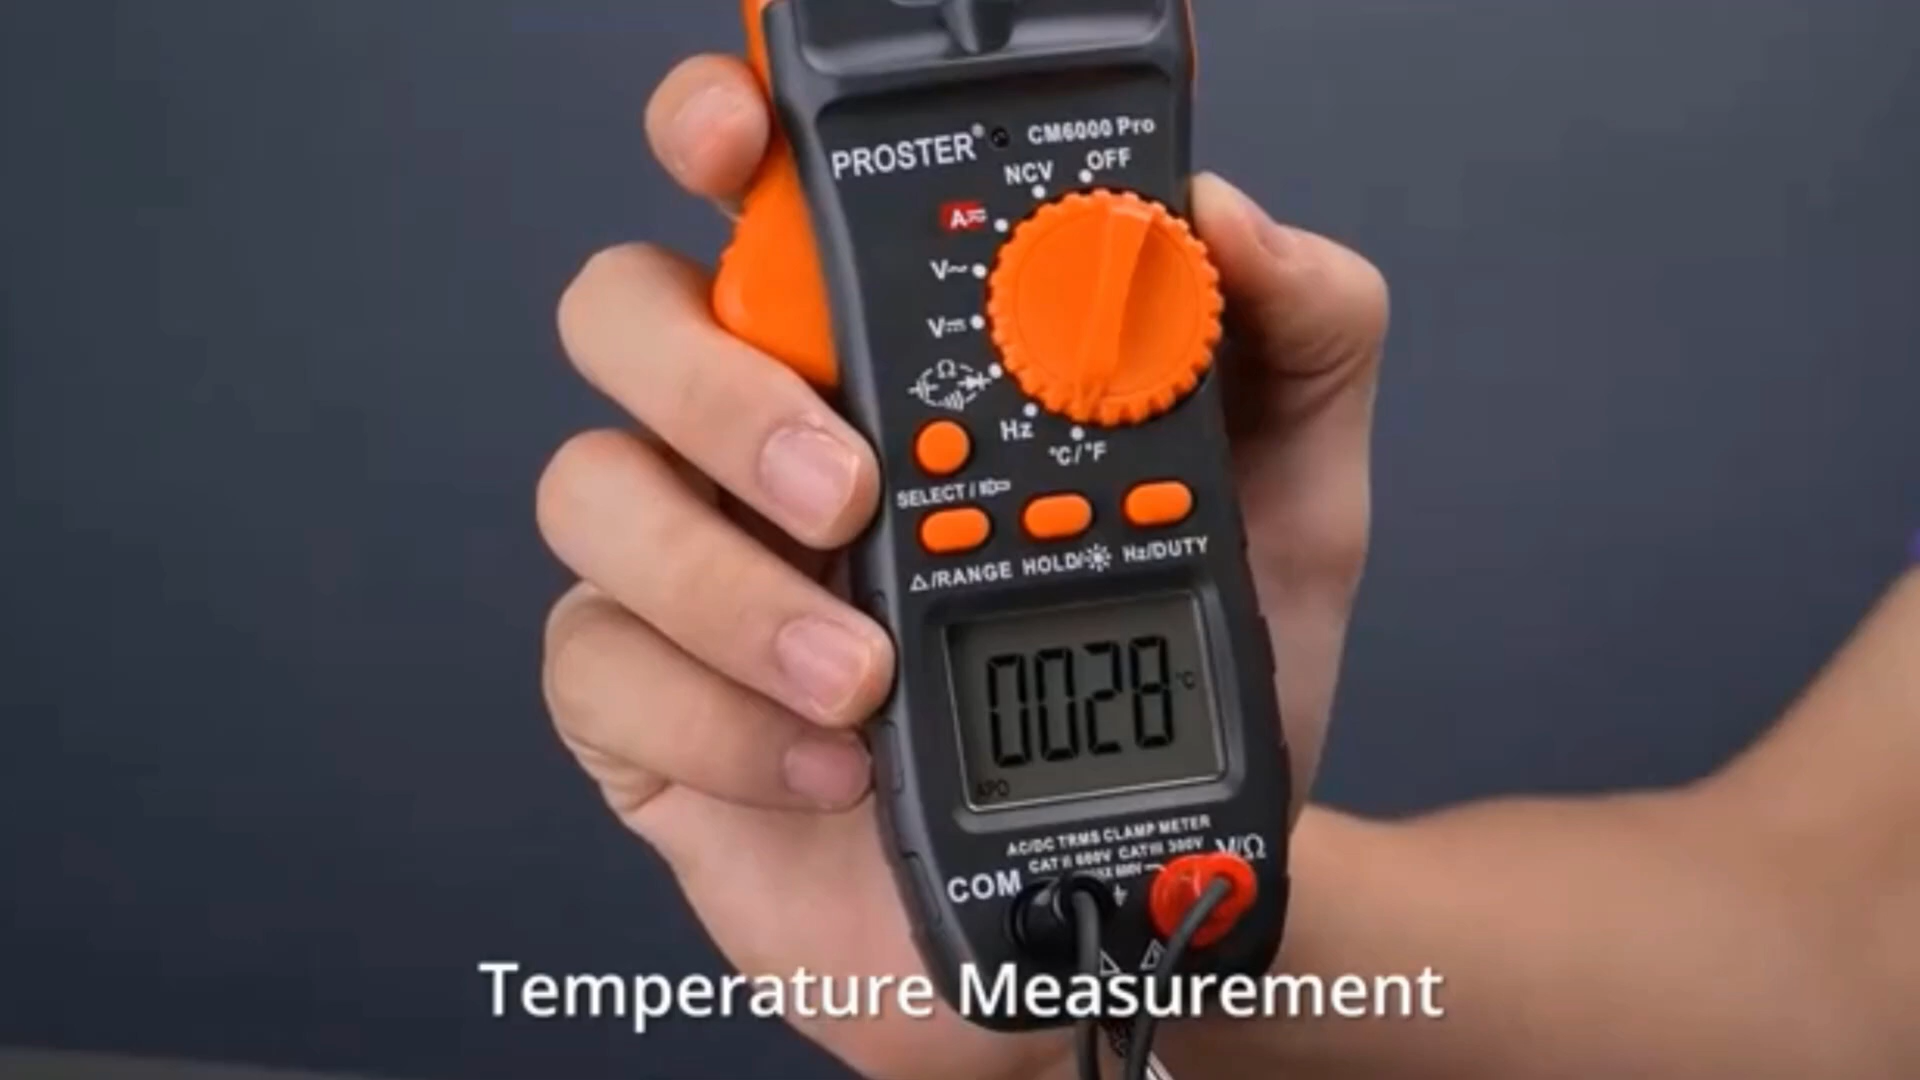 PROSTER® CM6000 Pro
NCV OFF
A
V~
V
Ω
Hz
°C/°F
SELECT /
△/RANGE HOLD/ Hz/DUTY
0028 °C
APO
AC/DC TRMS CLAMP METER
CAT II 600V CAT III 300V
COM V/Ω
Temperature Measurement